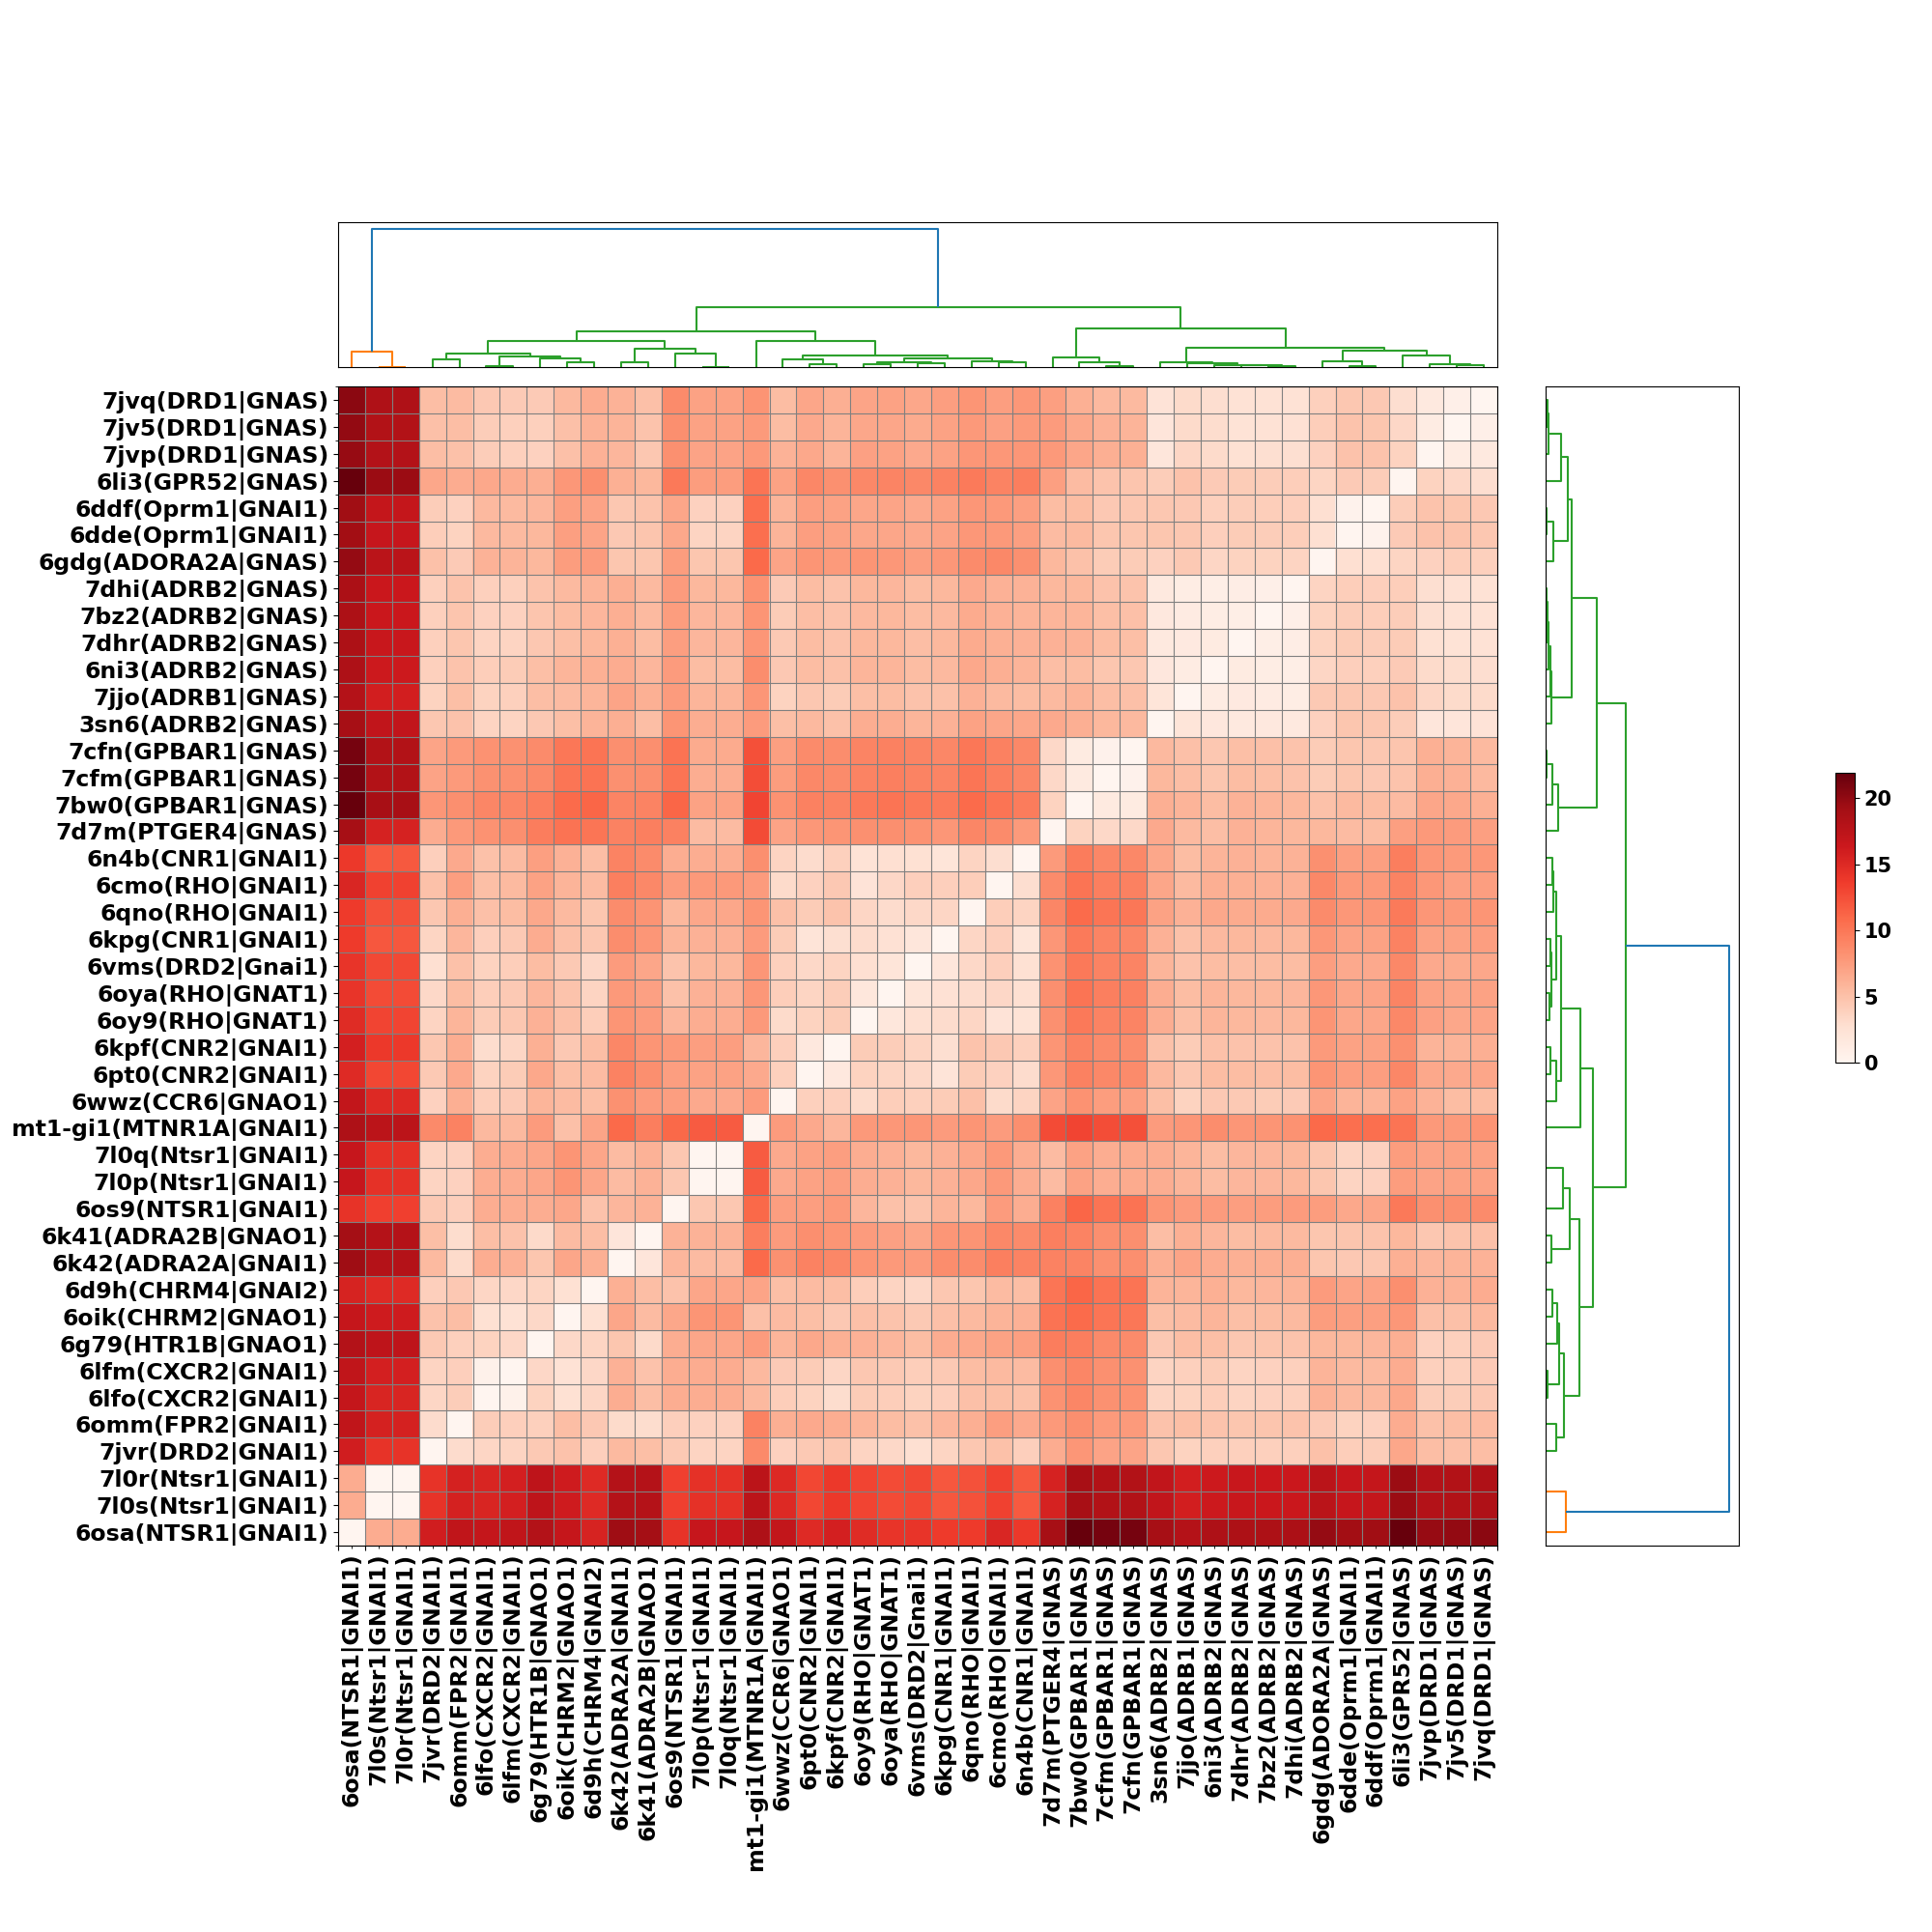 7jvq(DRD1|GNAS)
7jv5(DRD1|GNAS)
7jvp(DRD1|GNAS)
6li3(GPR52|GNAS)
6ddf(Oprm1|GNAI1)
6dde(Oprm1|GNAI1)
6gdg(ADORA2A|GNAS)
7dhi(ADRB2|GNAS)
7bz2(ADRB2|GNAS)
7dhr(ADRB2|GNAS)
6ni3(ADRB2|GNAS)
7jjo(ADRB1|GNAS)
3sn6(ADRB2|GNAS)
7cfn(GPBAR1|GNAS)
7cfm(GPBAR1|GNAS)
7bw0(GPBAR1|GNAS)
7d7m(PTGER4|GNAS)
6n4b(CNR1|GNAI1)
6cmo(RHO|GNAI1)
6qno(RHO|GNAI1)
6kpg(CNR1|GNAI1)
6vms(DRD2|Gnai1)
6oya(RHO|GNAT1)
6oy9(RHO|GNAT1)
6kpf(CNR2|GNAI1)
6pt0(CNR2|GNAI1)
6wwz(CCR6|GNAO1)
mt1-gi1(MTNR1A|GNAI1)
7l0q(Ntsr1|GNAI1)
7l0p(Ntsr1|GNAI1)
6os9(NTSR1|GNAI1)
6k41(ADRA2B|GNAO1)
6k42(ADRA2A|GNAI1)
6d9h(CHRM4|GNAI2)
6oik(CHRM2|GNAO1)
6g79(HTR1B|GNAO1)
6lfm(CXCR2|GNAI1)
6lfo(CXCR2|GNAI1)
6omm(FPR2|GNAI1)
7jvr(DRD2|GNAI1)
7l0r(Ntsr1|GNAI1)
7l0s(Ntsr1|GNAI1)
6osa(NTSR1|GNAI1)
6osa(NTSR1|GNAI1)
7l0s(Ntsr1|GNAI1)
7l0r(Ntsr1|GNAI1)
7jvr(DRD2|GNAI1)
6omm(FPR2|GNAI1)
6lfo(CXCR2|GNAI1)
6lfm(CXCR2|GNAI1)
6g79(HTR1B|GNAO1)
6oik(CHRM2|GNAO1)
6d9h(CHRM4|GNAI2)
6k42(ADRA2A|GNAI1)
6k41(ADRA2B|GNAO1)
6os9(NTSR1|GNAI1)
7l0p(Ntsr1|GNAI1)
7l0q(Ntsr1|GNAI1)
mt1-gi1(MTNR1A|GNAI1)
6wwz(CCR6|GNAO1)
6pt0(CNR2|GNAI1)
6kpf(CNR2|GNAI1)
6oy9(RHO|GNAT1)
6oya(RHO|GNAT1)
6vms(DRD2|Gnai1)
6kpg(CNR1|GNAI1)
6qno(RHO|GNAI1)
6cmo(RHO|GNAI1)
6n4b(CNR1|GNAI1)
7d7m(PTGER4|GNAS)
7bw0(GPBAR1|GNAS)
7cfm(GPBAR1|GNAS)
7cfn(GPBAR1|GNAS)
3sn6(ADRB2|GNAS)
7jjo(ADRB1|GNAS)
6ni3(ADRB2|GNAS)
7dhr(ADRB2|GNAS)
7bz2(ADRB2|GNAS)
7dhi(ADRB2|GNAS)
6gdg(ADORA2A|GNAS)
6dde(Oprm1|GNAI1)
6ddf(Oprm1|GNAI1)
6li3(GPR52|GNAS)
7jvp(DRD1|GNAS)
7jv5(DRD1|GNAS)
7jvq(DRD1|GNAS)
20
15
10
5
0